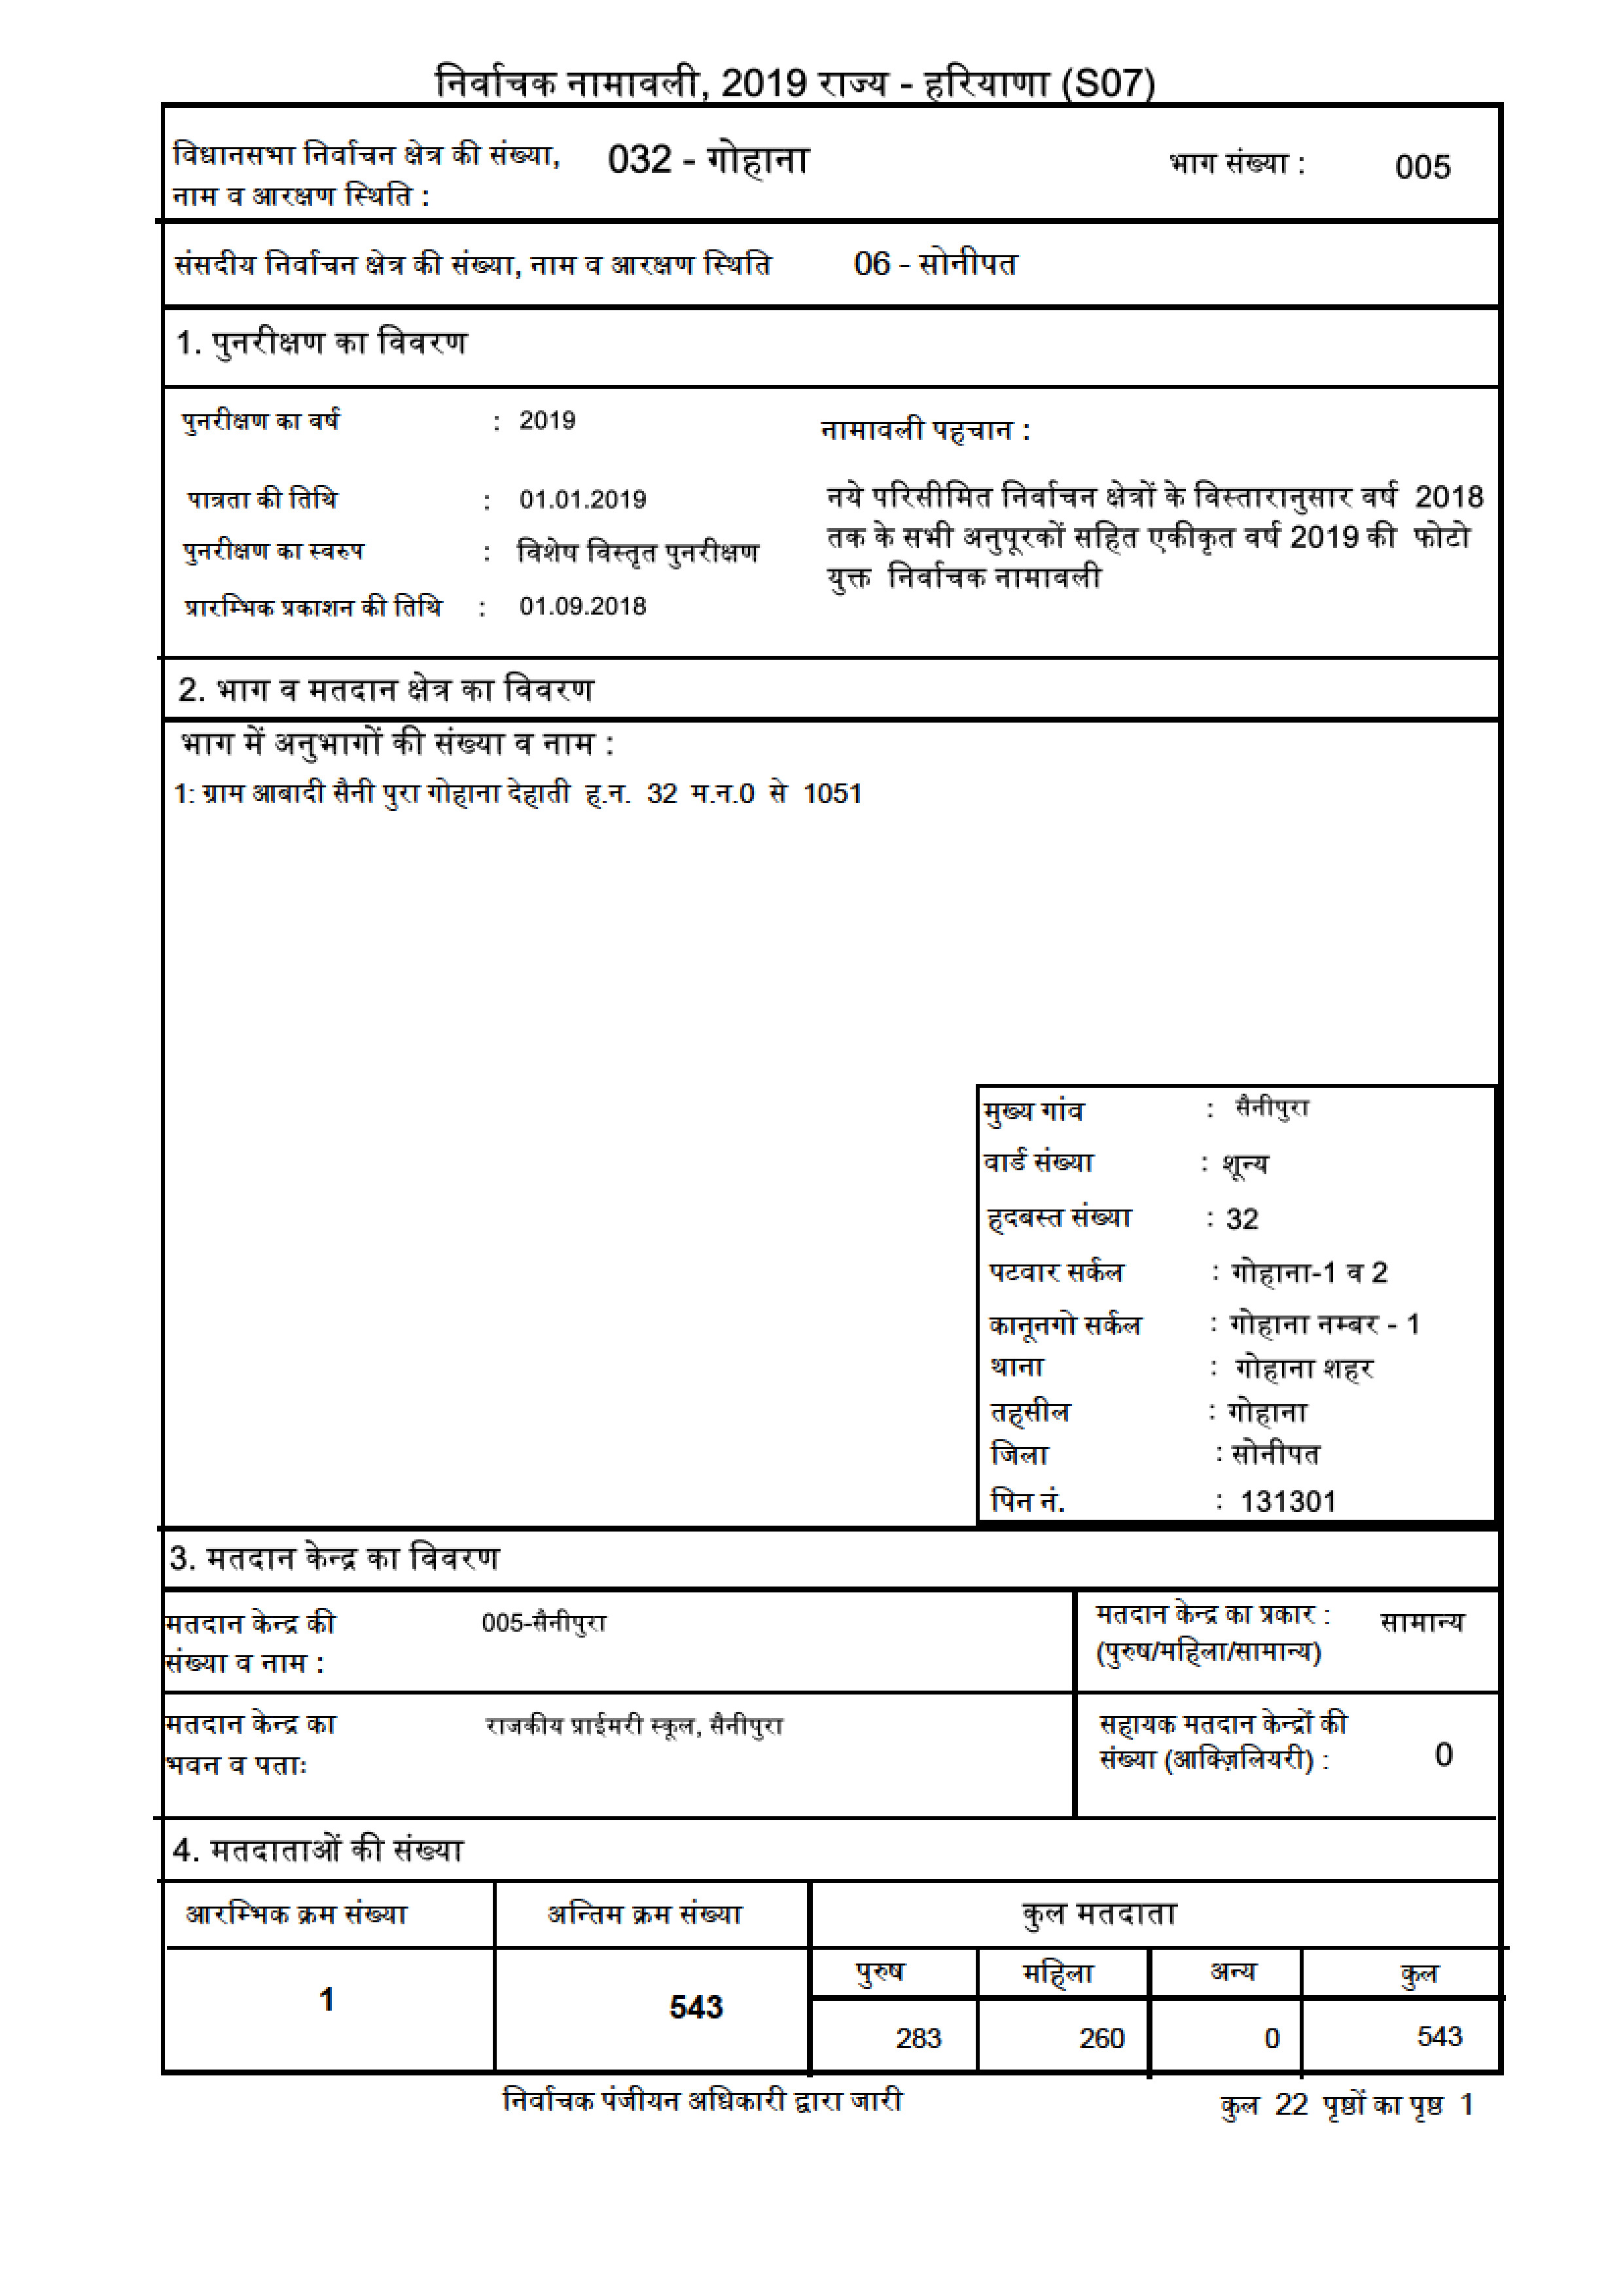 निर्वाचक नामावली, 2019 राज्य - हरियाणा (S07)
विधानसभा निर्वाचन क्षेत्र की संख्या, 032 - गोहाना भाग संख्या : 005
नाम व आरक्षण स्थिति :
संसदीय निर्वाचन क्षेत्र की संख्या, नाम व आरक्षण स्थिति 06 - सोनीपत
1. पुनरीक्षण का विवरण
पुनरीक्षण का वर्ष : 2019 नामावली पहचान :
पात्रता की तिथि : 01.01.2019 नये परिसीमित निर्वाचन क्षेत्रों के विस्तारानुसार वर्ष 2018
पुनरीक्षण का स्वरुप : विशेष विस्तृत पुनरीक्षण तक के सभी अनुपूरकों सहित एकीकृत वर्ष 2019 की फोटो
युक्त निर्वाचक नामावली
प्रारम्भिक प्रकाशन की तिथि : 01.09.2018
2. भाग व मतदान क्षेत्र का विवरण
भाग में अनुभागों की संख्या व नाम :
1: ग्राम आबादी सैनी पुरा गोहाना देहाती ह.न. 32 म.न.0 से 1051
मुख्य गांव : सैनीपुरा
वार्ड संख्या : शून्य
हदबस्त संख्या : 32
पटवार सर्कल : गोहाना-1 व 2
कानूनगो सर्कल : गोहाना नम्बर - 1
थाना : गोहाना शहर
तहसील : गोहाना
जिला : सोनीपत
पिन नं. : 131301
3. मतदान केन्द्र का विवरण
मतदान केन्द्र की 005-सैनीपुरा मतदान केन्द्र का प्रकार : सामान्य
संख्या व नाम : (पुरुष/महिला/सामान्य)
मतदान केन्द्र का राजकीय प्राईमरी स्कूल, सैनीपुरा सहायक मतदान केन्द्रों की
भवन व पताः संख्या (आक्ज़िलियरी) : 0
4. मतदाताओं की संख्या
आरम्भिक क्रम संख्या अन्तिम क्रम संख्या कुल मतदाता
पुरुष महिला अन्य कुल
1 543 283 260 0 543
निर्वाचक पंजीयन अधिकारी द्वारा जारी कुल 22 पृष्ठों का पृष्ठ 1